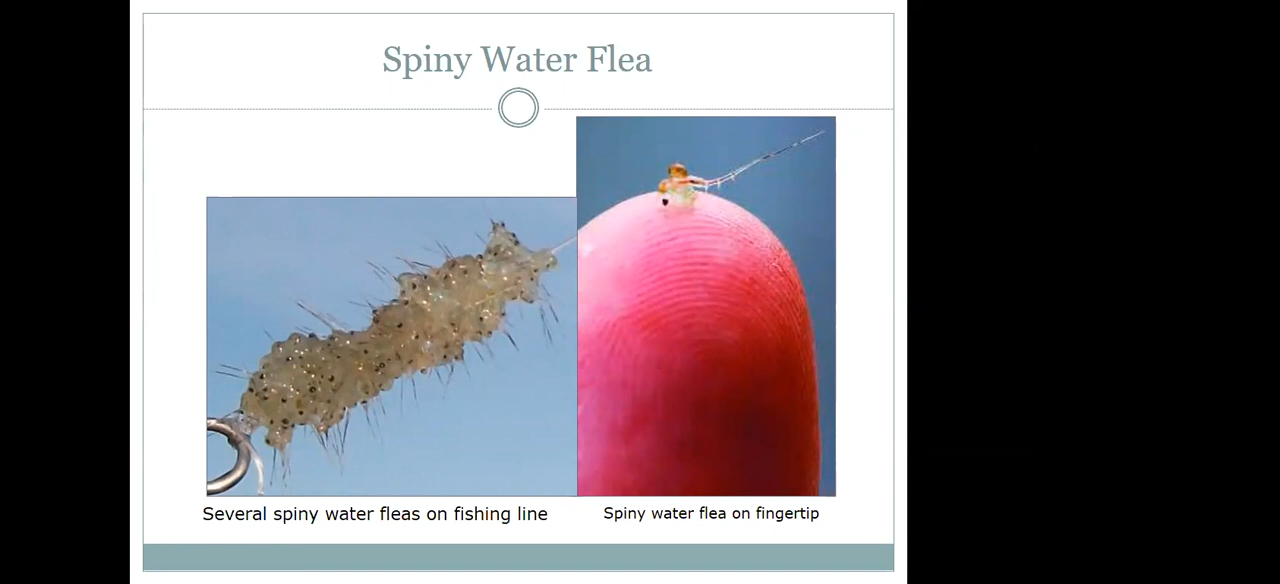 Spiny Water Flea
Several spiny water fleas on fishing line
Spiny water flea on fingertip